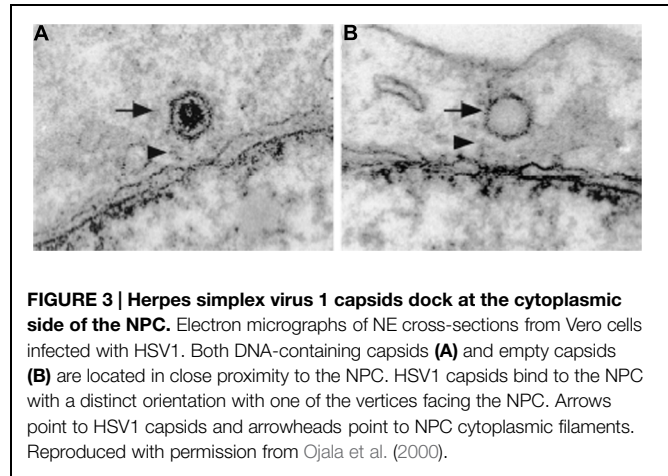 A B
FIGURE 3 | Herpes simplex virus 1 capsids dock at the cytoplasmic
side of the NPC. Electron micrographs of NE cross-sections from Vero cells
infected with HSV1. Both DNA-containing capsids (A) and empty capsids
(B) are located in close proximity to the NPC. HSV1 capsids bind to the NPC
with a distinct orientation with one of the vertices facing the NPC. Arrows
point to HSV1 capsids and arrowheads point to NPC cytoplasmic filaments.
Reproduced with permission from Ojala et al. (2000).